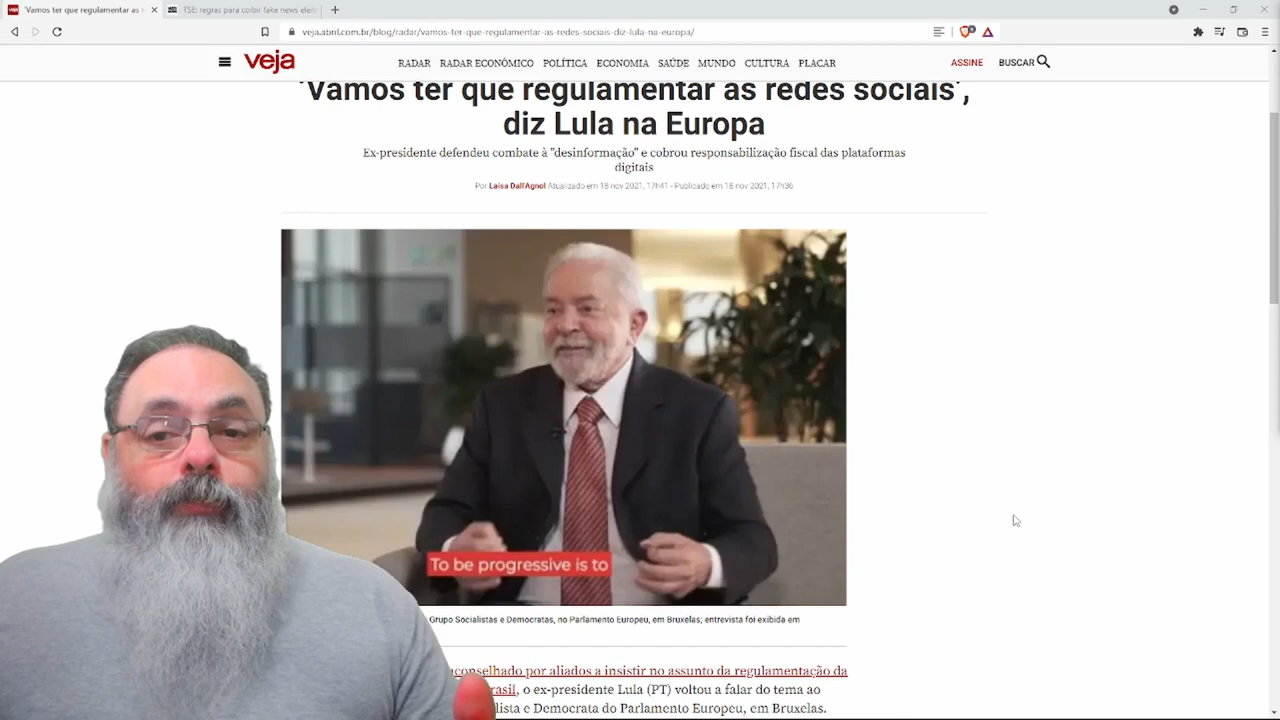 'Vamos ter que regulamentar as r
TSE: regras para coibir fake news eleit
veja.abril.com.br/blog/radar/vamos-ter-que-regulamentar-as-redes-sociais-diz-lula-na-europa/
veja RADAR RADAR ECONÔMICO POLÍTICA ECONOMIA SAÚDE MUNDO CULTURA PLACAR ASSINE BUSCAR
'Vamos ter que regulamentar as redes sociais',
diz Lula na Europa
Ex-presidente defendeu combate à "desinformação" e cobrou responsabilização fiscal das plataformas
digitais
Por Laísa Dall'Agnol Atualizado em 18 nov 2021, 17h41 - Publicado em 18 nov 2021, 17h36
To be progressive is to
Grupo Socialistas e Democratas, no Parlamento Europeu, em Bruxelas; entrevista foi exibida em
aconselhado por aliados a insistir no assunto da regulamentação da
rasil, o ex-presidente Lula (PT) voltou a falar do tema ao
lista e Democrata do Parlamento Europeu, em Bruxelas.